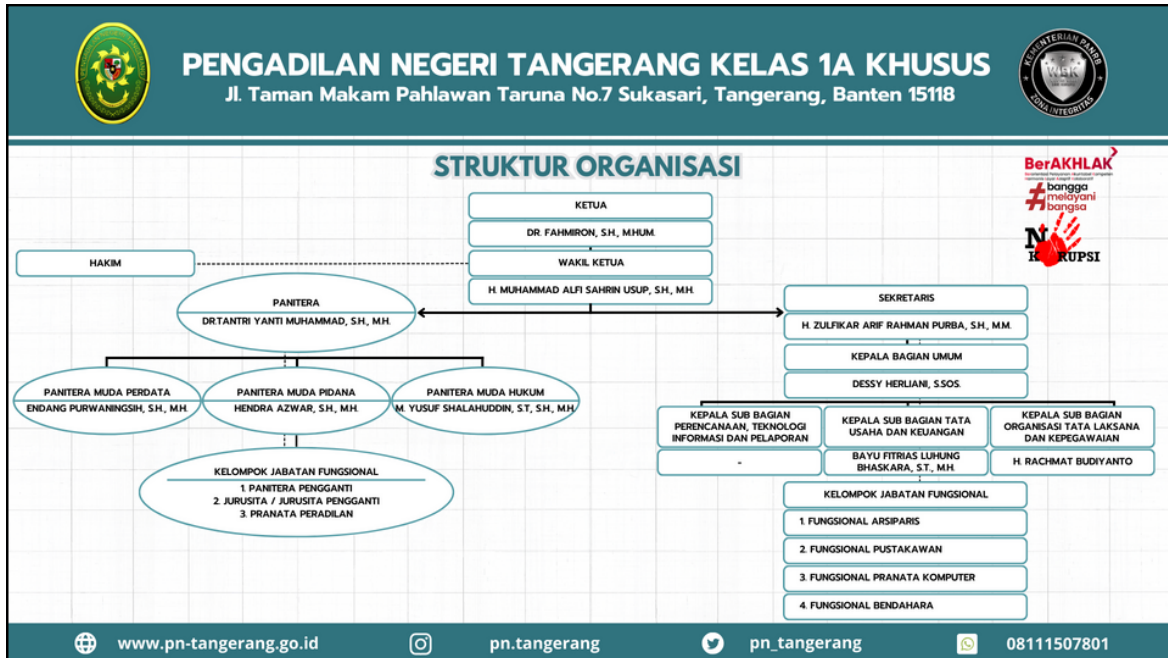 PENGADILAN NEGERI TANGERANG KELAS 1A KHUSUS
Jl. Taman Makam Pahlawan Taruna No.7 Sukasari, Tangerang, Banten 15118
KEMENTERIAN PANRB
WBK
ZONA INTEGRITAS
STRUKTUR ORGANISASI
BerAKHLAK
#bangga
melayani
bangsa
KORUPSI
KETUA
DR. FAHMIRON, S.H., M.HUM.
HAKIM
WAKIL KETUA
H. MUHAMMAD ALFI SAHRIN USUP, S.H., M.H.
PANITERA
DR.TANTRI YANTI MUHAMMAD, S.H., M.H.
SEKRETARIS
H. ZULFIKAR ARIF RAHMAN PURBA, S.H., M.M.
KEPALA BAGIAN UMUM
DESSY HERLIANI, S.SOS.
PANITERA MUDA PERDATA
ENDANG PURWANINGSIH, S.H., M.H.
PANITERA MUDA PIDANA
HENDRA AZWAR, S.H., M.H.
PANITERA MUDA HUKUM
M. YUSUF SHALAHUDDIN, S.T, S.H., M.H.
KEPALA SUB BAGIAN
PERENCANAAN, TEKNOLOGI
INFORMASI DAN PELAPORAN
-
KEPALA SUB BAGIAN TATA
USAHA DAN KEUANGAN
BAYU FITRIAS LUHUNG
BHASKARA, S.T., M.H.
KEPALA SUB BAGIAN
ORGANISASI TATA LAKSANA
DAN KEPEGAWAIAN
H. RACHMAT BUDIYANTO
KELOMPOK JABATAN FUNGSIONAL
1. PANITERA PENGGANTI
2. JURUSITA / JURUSITA PENGGANTI
3. PRANATA PERADILAN
KELOMPOK JABATAN FUNGSIONAL
1. FUNGSIONAL ARSIPARIS
2. FUNGSIONAL PUSTAKAWAN
3. FUNGSIONAL PRANATA KOMPUTER
4. FUNGSIONAL BENDAHARA
www.pn-tangerang.go.id
pn.tangerang
pn_tangerang
08111507801